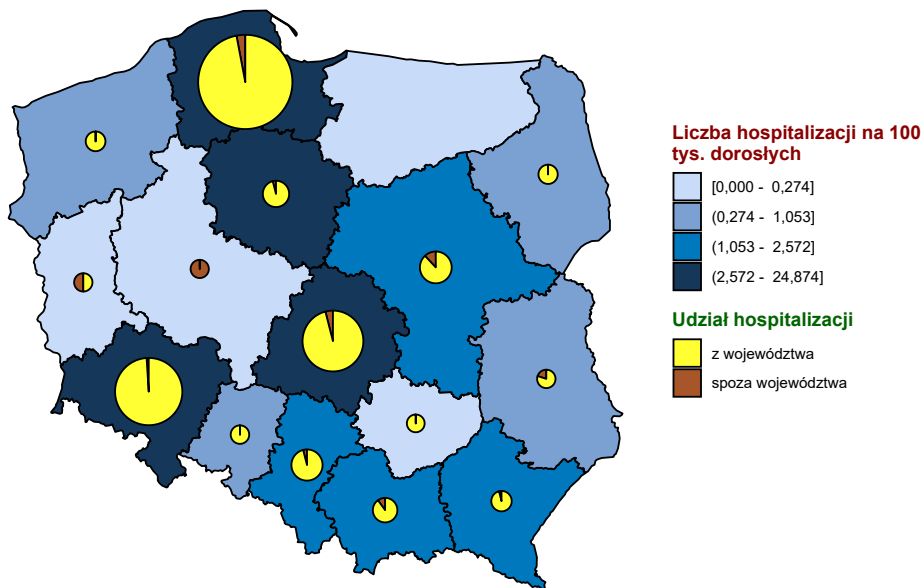 Liczba hospitalizacji na 100
tys. dorosłych
[0,000 - 0,274]
(0,274 - 1,053]
(1,053 - 2,572]
(2,572 - 24,874]
Udział hospitalizacji
z województwa
spoza województwa